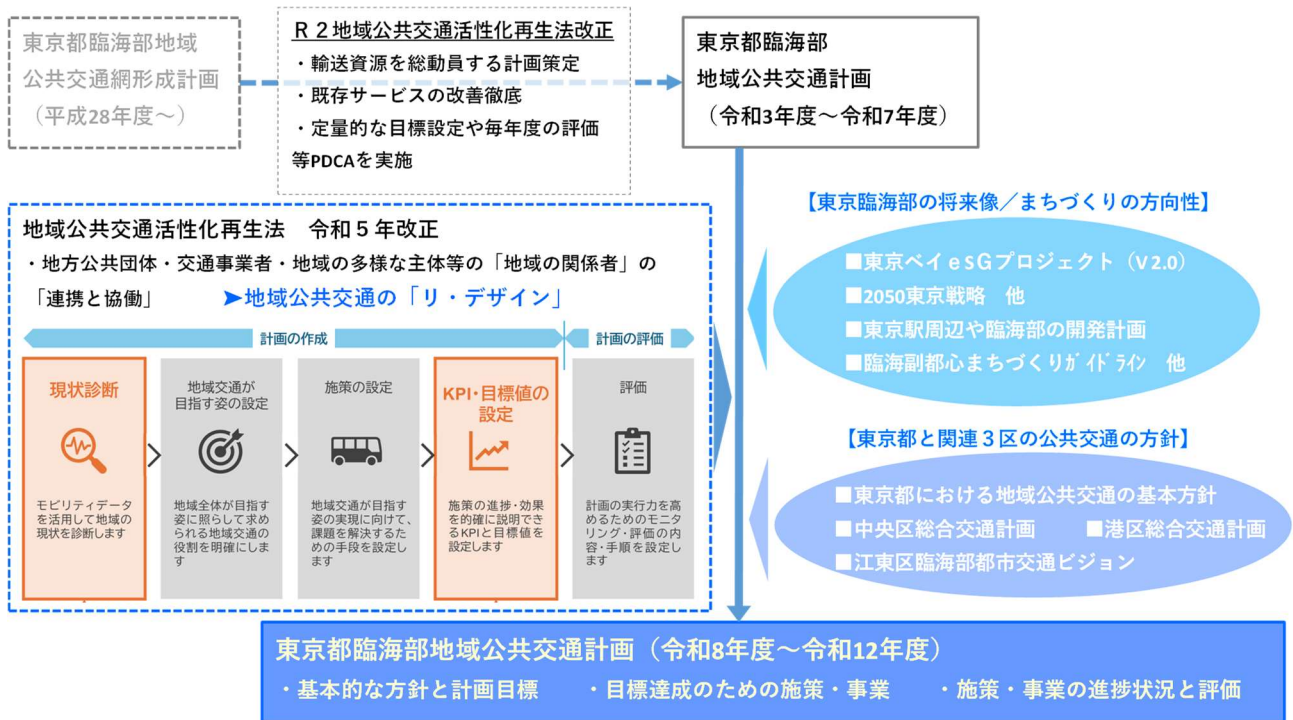 東京都臨海部地域
公共交通網形成計画
（平成28年度～）
Ｒ２地域公共交通活性化再生法改正
・輸送資源を総動員する計画策定
・既存サービスの改善徹底
・定量的な目標設定や毎年度の評価
等PDCAを実施
東京都臨海部
地域公共交通計画
（令和3年度～令和7年度）
地域公共交通活性化再生法　令和５年改正
・地方公共団体・交通事業者・地域の多様な主体等の「地域の関係者」の
「連携と協働」　➤地域公共交通の「リ・デザイン」
計画の作成
計画の評価
現状診断
モビリティデータ
を活用して地域の
現状を診断します
地域交通が
目指す姿の設定
地域全体が目指す
姿に照らして求め
られる地域交通の
役割を明確にしま
す
施策の設定
地域交通が目指す
姿の実現に向けて、
課題を解決するた
めの手段を設定し
ます
KPI・目標値の
設定
施策の進捗・効果
を的確に説明でき
るKPIと目標値を
設定します
評価
計画の実行力を高
めるためのモニタ
リング・評価の内
容・手順を設定し
ます
【東京臨海部の将来像／まちづくりの方向性】
■東京ベイｅｓＧプロジェクト（V 2.0）
■2050東京戦略　他
■東京駅周辺や臨海部の開発計画
■臨海副都心まちづくりｶﾞｲﾄﾞﾗｲﾝ　他
【東京都と関連３区の公共交通の方針】
■東京都における地域公共交通の基本方針
■中央区総合交通計画　■港区総合交通計画
■江東区臨海部都市交通ビジョン
東京都臨海部地域公共交通計画（令和8年度～令和12年度）
・基本的な方針と計画目標　・目標達成のための施策・事業　・施策・事業の進捗状況と評価